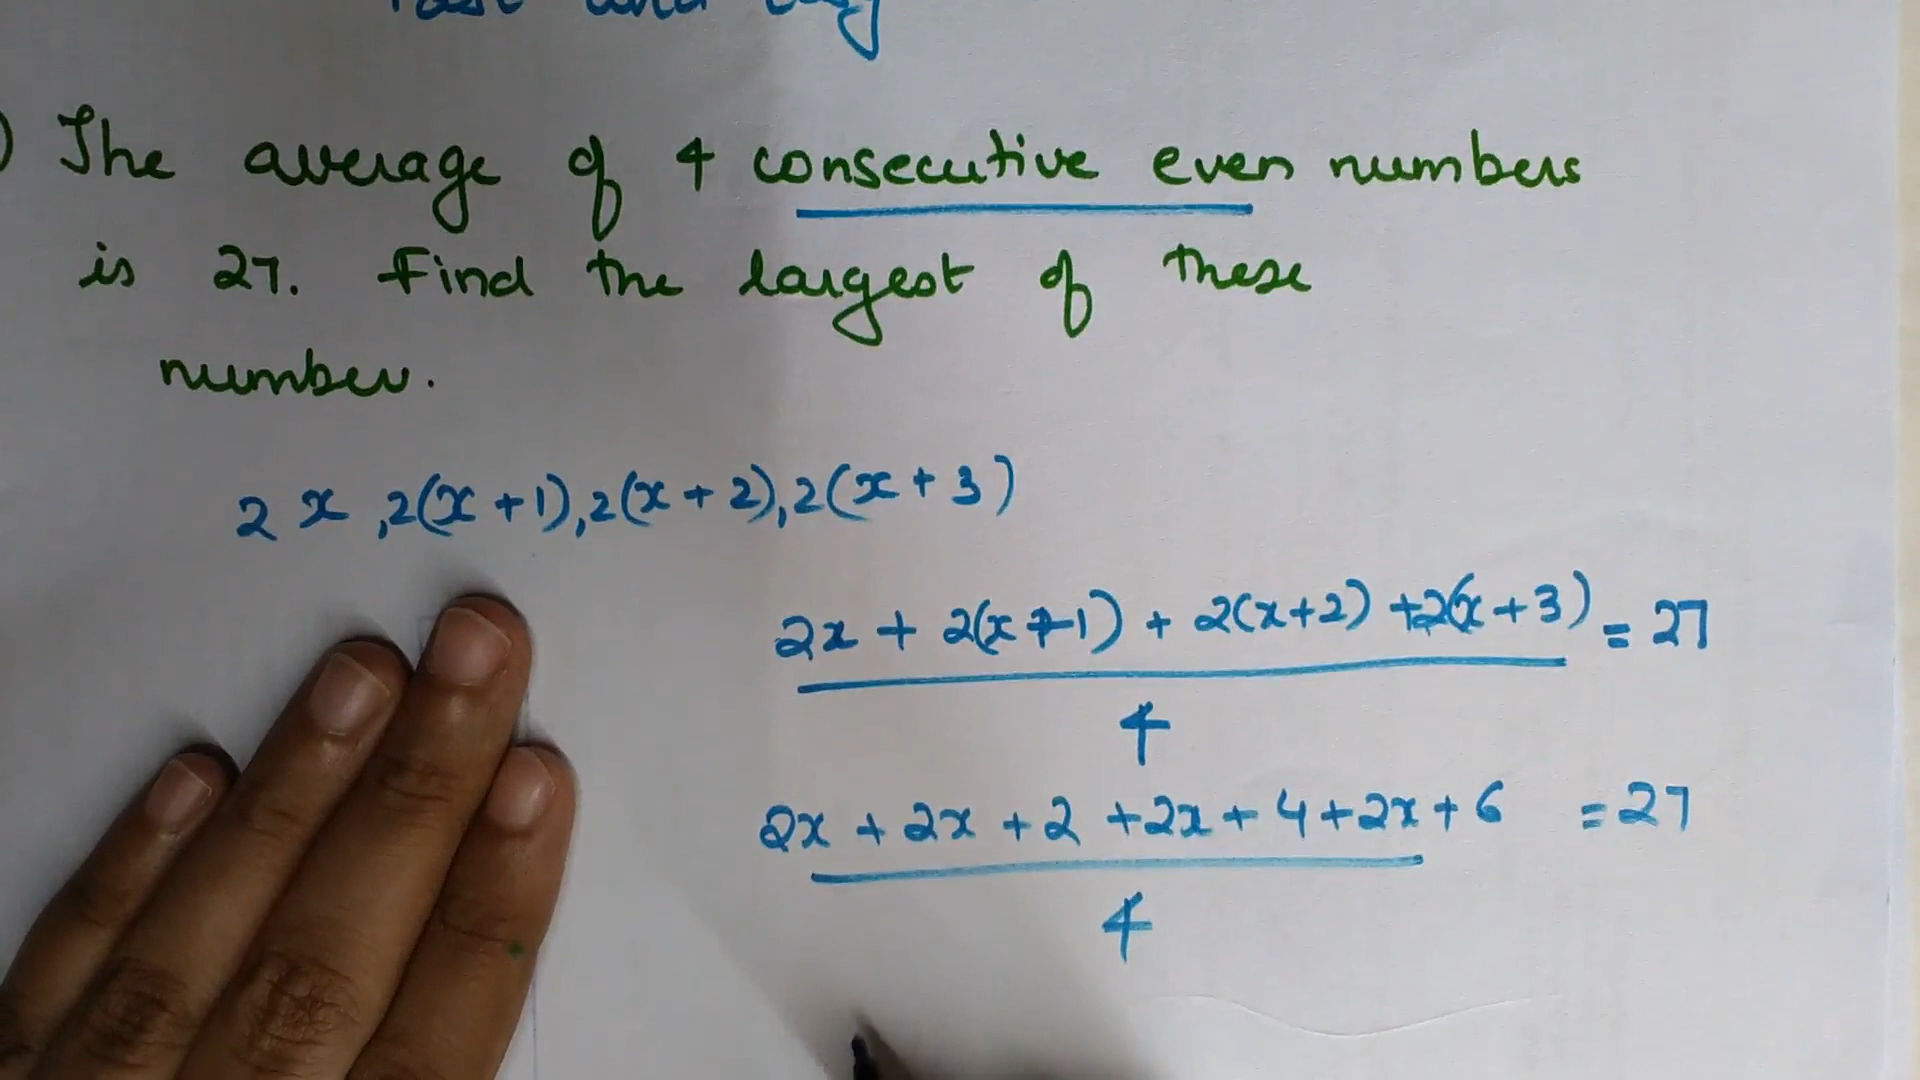 and
) The average of 4 consecutive even numbers
is 27. Find the largest of these
number.
2x, 2(x+1), 2(x+2), 2(x+3)
2x + 2(x+1) + 2(x+2) + 2(x+3) = 27
4
2x + 2x + 2 + 2x + 4 + 2x + 6 = 27
4